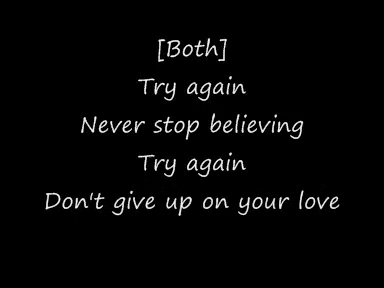 [Both]
Try again
Never stop believing
Try again
Don't give up on your love